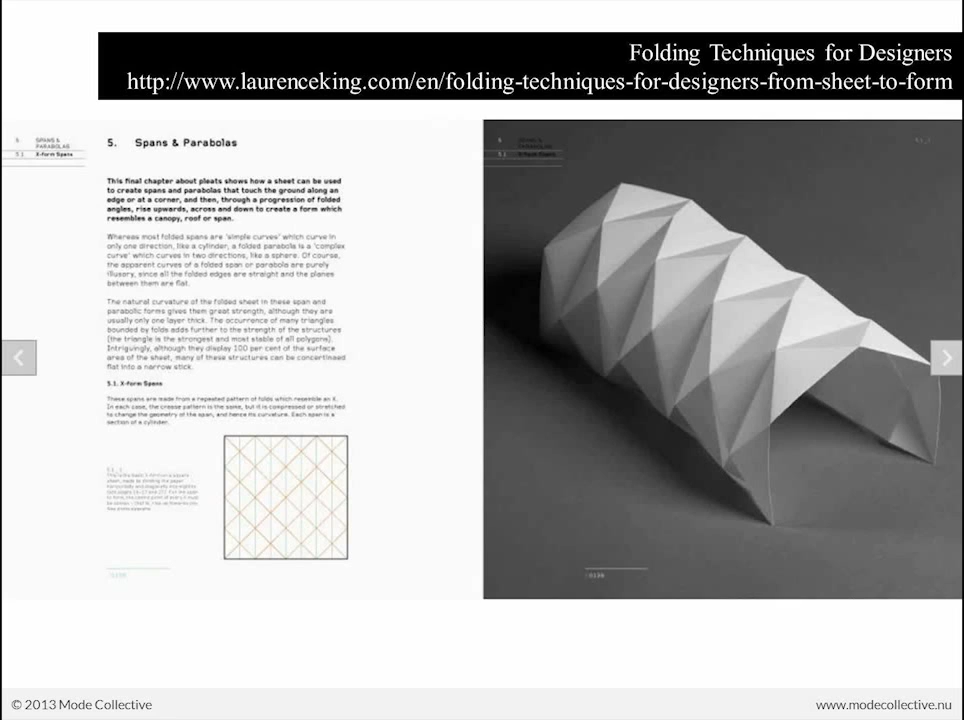 Folding Techniques for Designers
http://www.laurenceking.com/en/folding-techniques-for-designers-from-sheet-to-form
5. SPANS &
PARABOLAS
5.1 X-form Spans
5. Spans & Parabolas
This final chapter about pleats shows how a sheet can be used
to create spans and parabolas that touch the ground along an
edge or at a corner, and then, through a progression of folded
angles, rise upwards, across and down to create a form which
resembles a canopy, roof or span.
Whereas most folded spans are 'simple curves' which curve in
only one direction, like a cylinder, a folded parabola is a 'complex
curve' which curves in two directions, like a sphere. Of course,
the apparent curves of a folded span or parabola are purely
illusory, since all the folded edges are straight and the planes
between them are flat.
The natural curvature of the folded sheet in these span and
parabolic forms gives them great strength, although they are
usually only one layer thick. The occurrence of many triangles
bounded by folds adds further to the strength of the structures
(the triangle is the strongest and most stable of all polygons).
Intriguingly, although they display 100 per cent of the surface
area of the sheet, many of these structures can be concertinaed
flat into a narrow stick.
5.1. X-form Spans
These spans are made from a repeated pattern of folds which resemble an X.
In each case, the crease pattern is the same, but it is compressed or stretched
to change the geometry of the span, and hence its curvature. Each span is a
section of a cylinder.
© 2013 Mode Collective
www.modecollective.nu